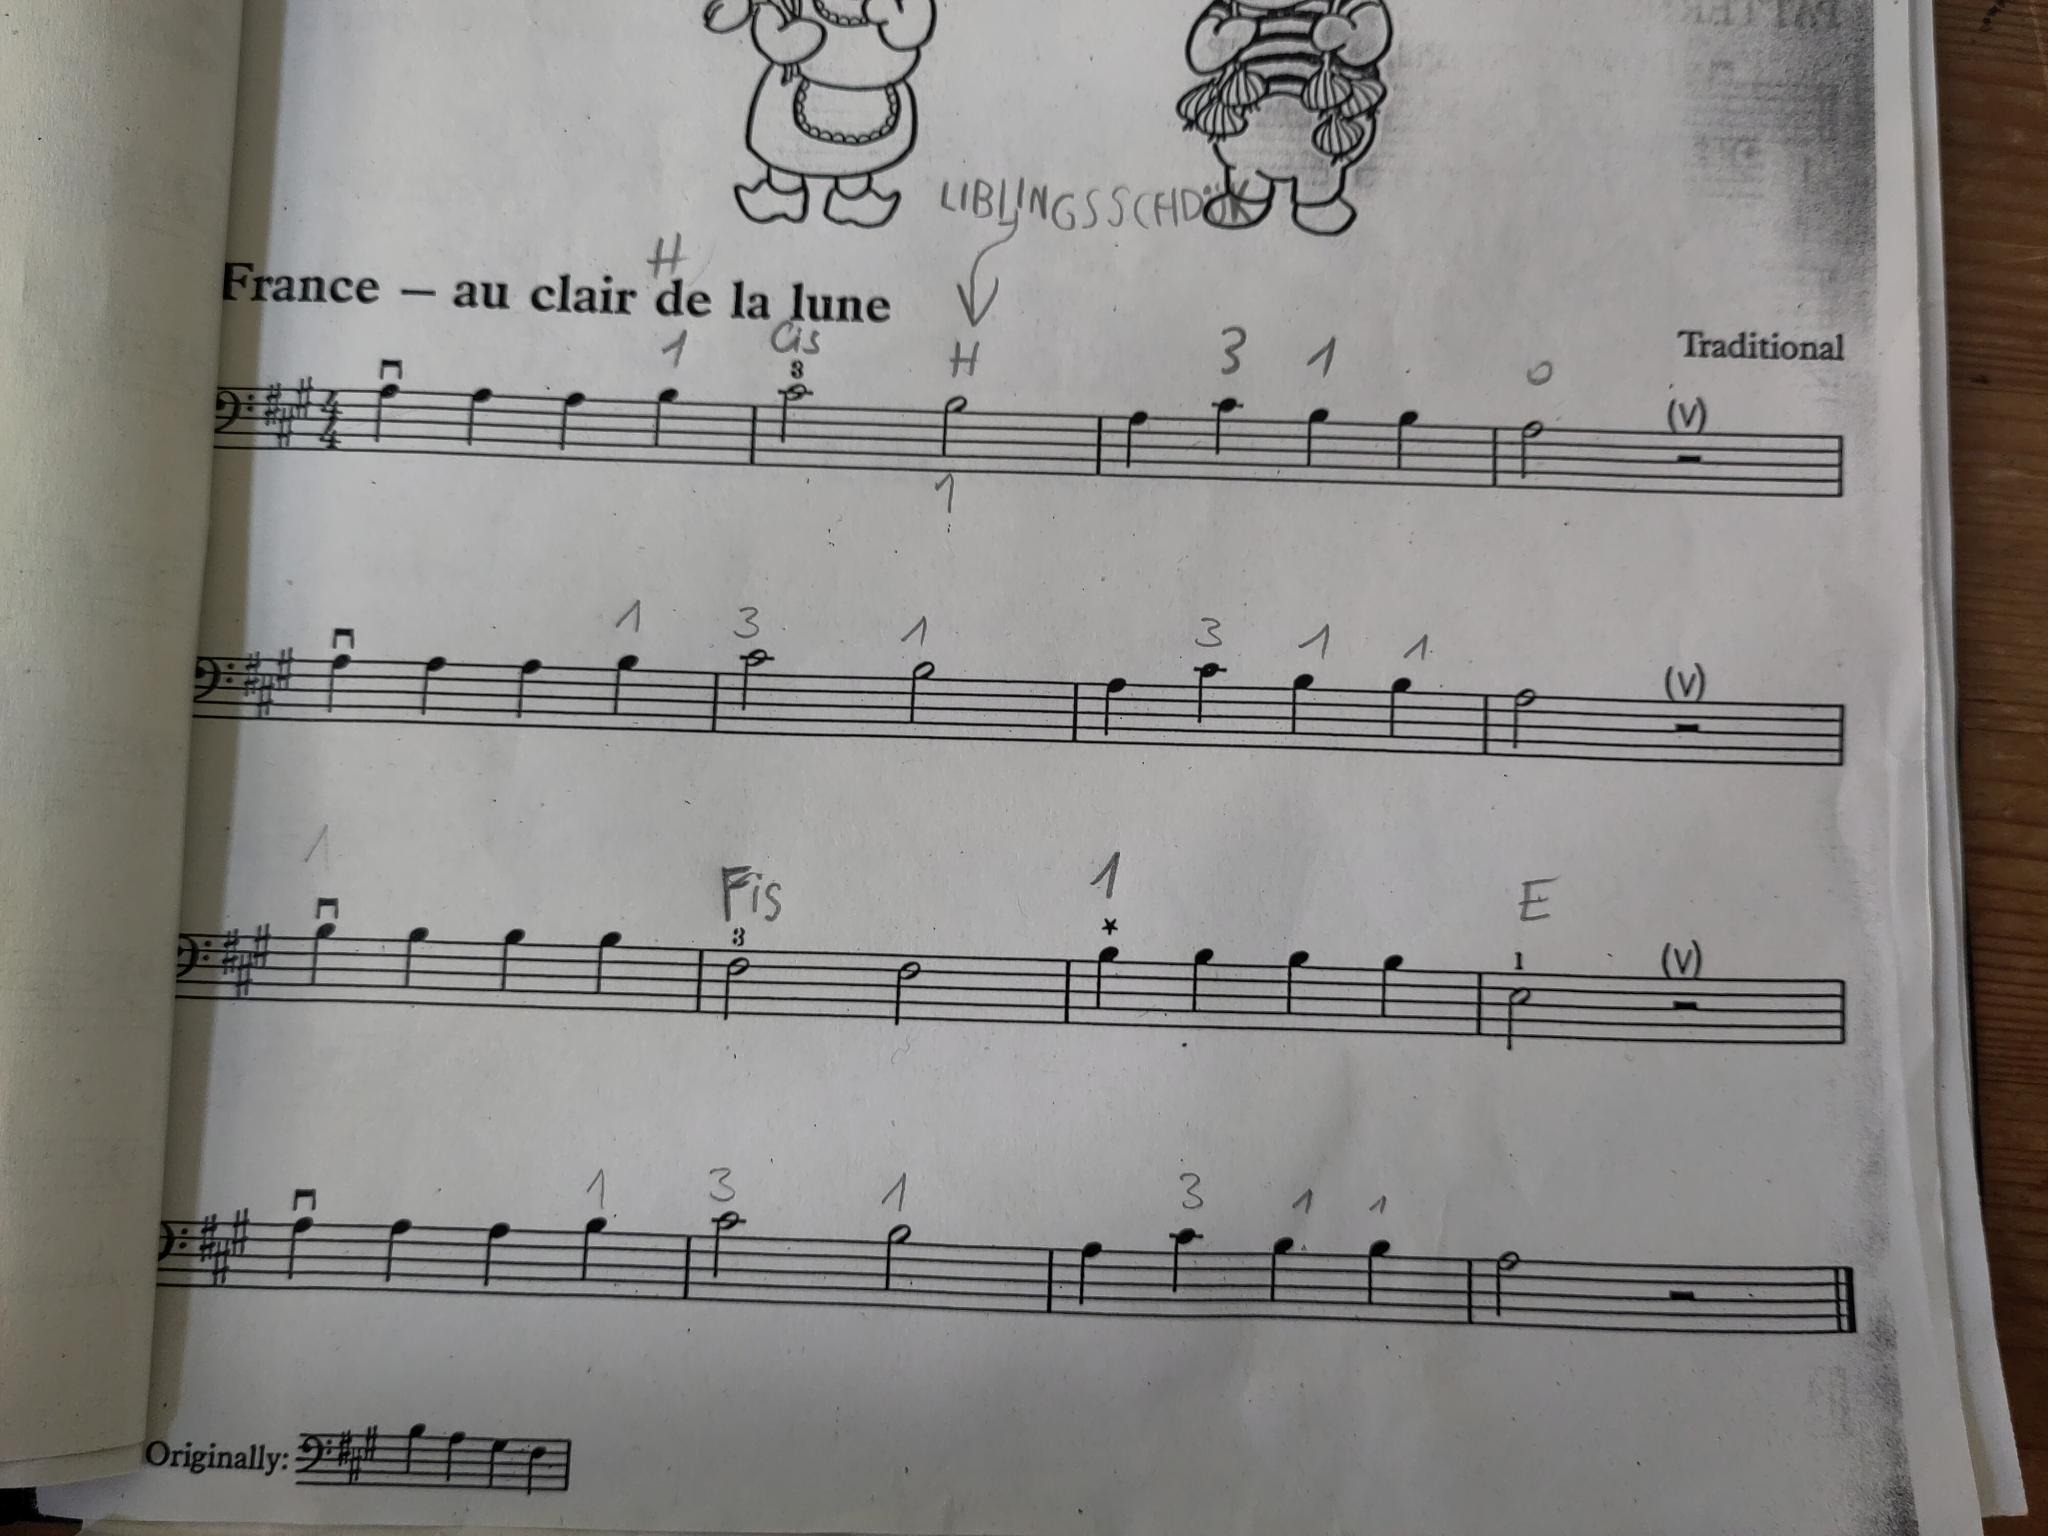 LIBLINGSSCHDÜK
H
France – au clair de la lune
Traditional
1 Cis H 3 1 0
3
(V)
1
1 3 1 3 1 1
(V)
1
Fis 1 E
3 * 1 (V)
1 3 1 3 1 1
Originally: